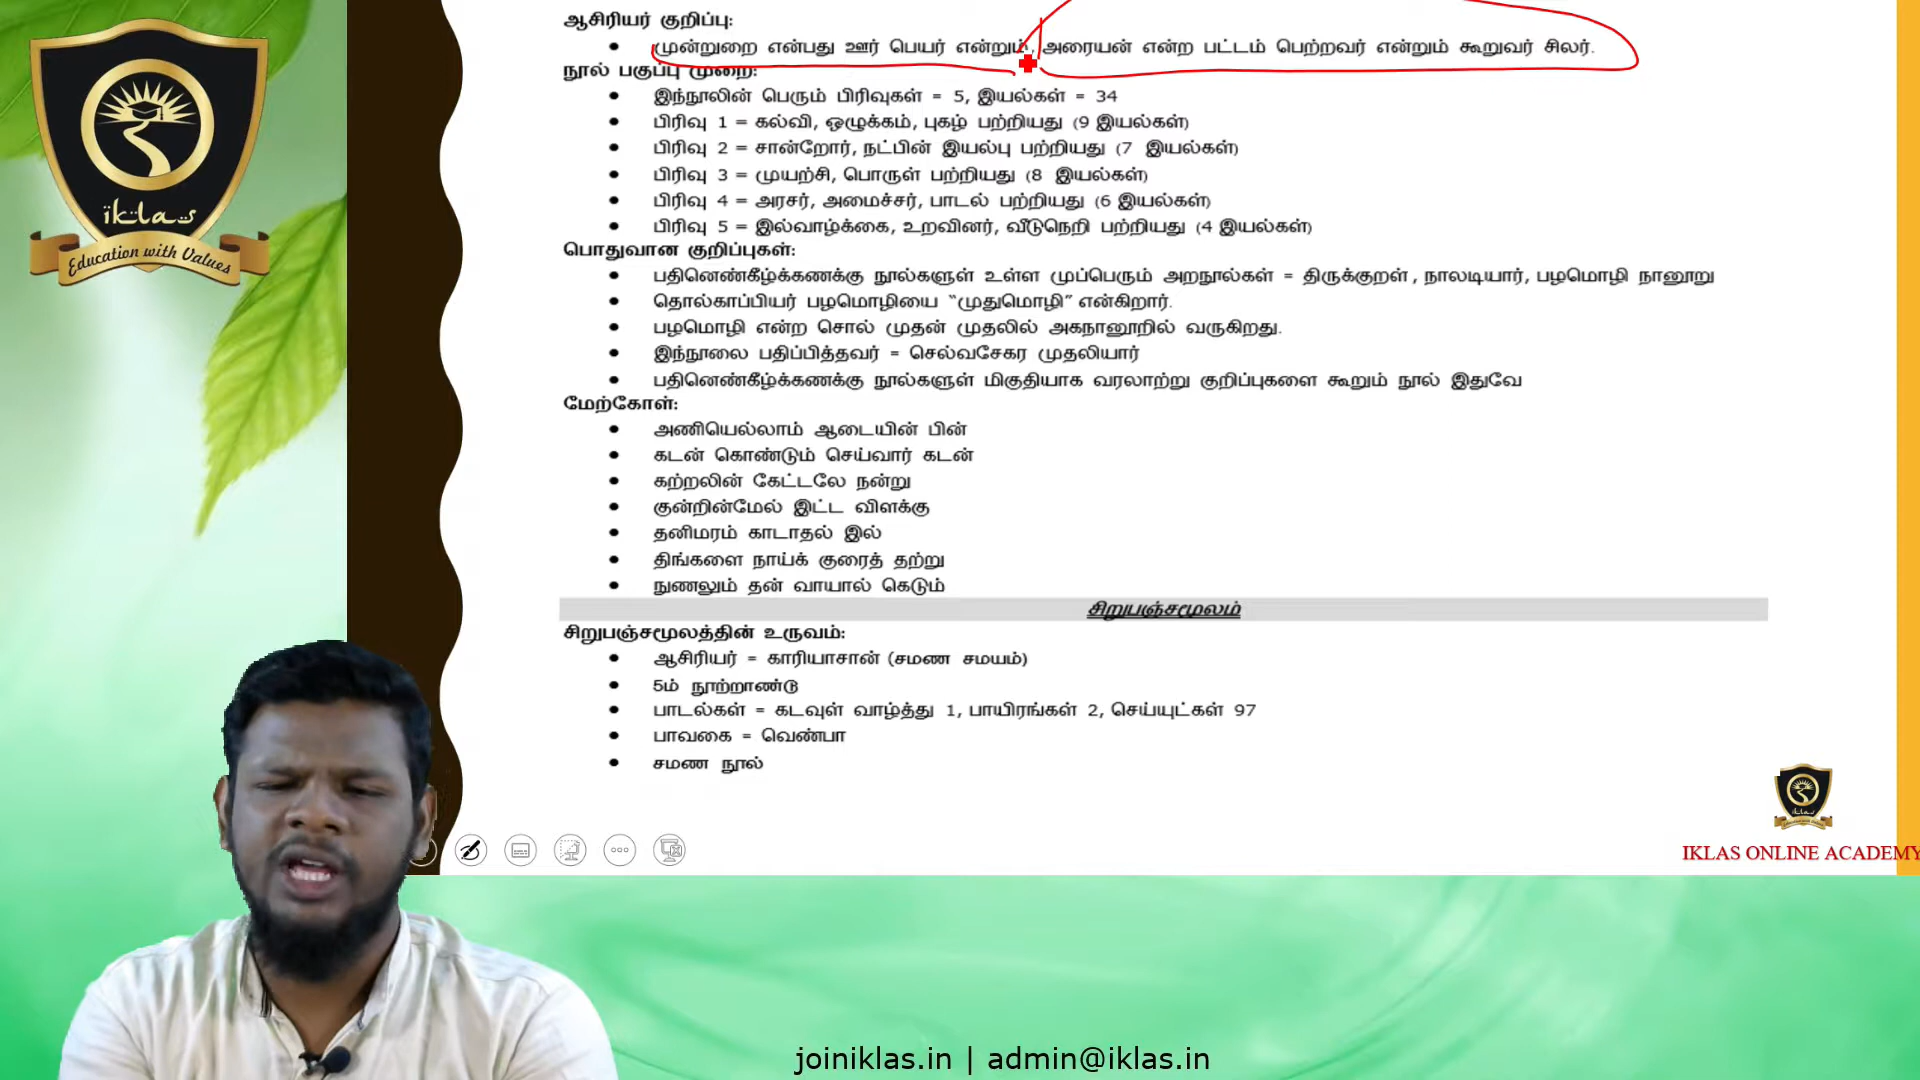 ஆசிரியர் குறிப்பு:
• முன்றுறை என்பது ஊர் பெயர் என்றும், அரையன் என்ற பட்டம் பெற்றவர் என்றும் கூறுவர் சிலர்.
நூல் பகுப்பு முறை:
• இந்நூலின் பெரும் பிரிவுகள் = 5, இயல்கள் = 34
• பிரிவு 1 = கல்வி, ஒழுக்கம், புகழ் பற்றியது (9 இயல்கள்)
• பிரிவு 2 = சான்றோர், நட்பின் இயல்பு பற்றியது (7 இயல்கள்)
• பிரிவு 3 = முயற்சி, பொருள் பற்றியது (8 இயல்கள்)
• பிரிவு 4 = அரசர், அமைச்சர், பாடல் பற்றியது (6 இயல்கள்)
• பிரிவு 5 = இல்வாழ்க்கை, உறவினர், வீடுநெறி பற்றியது (4 இயல்கள்)
பொதுவான குறிப்புகள்:
• பதினெண்கீழ்க்கணக்கு நூல்களுள் உள்ள முப்பெரும் அறநூல்கள் = திருக்குறள், நாலடியார், பழமொழி நானூறு
• தொல்காப்பியர் பழமொழியை "முதுமொழி" என்கிறார்.
• பழமொழி என்ற சொல் முதன் முதலில் அகநானூறில் வருகிறது.
• இந்நூலை பதிப்பித்தவர் = செல்வசேகர முதலியார்
• பதினெண்கீழ்க்கணக்கு நூல்களுள் மிகுதியாக வரலாற்று குறிப்புகளை கூறும் நூல் இதுவே
மேற்கோள்:
• அணியெல்லாம் ஆடையின் பின்
• கடன் கொண்டும் செய்வார் கடன்
• கற்றலின் கேட்டலே நன்று
• குன்றின்மேல் இட்ட விளக்கு
• தனிமரம் காடாதல் இல்
• திங்களை நாய்க் குரைத் தற்று
• நுணலும் தன் வாயால் கெடும்
சிறுபஞ்சமூலம்
சிறுபஞ்சமூலத்தின் உருவம்:
• ஆசிரியர் = காரியாசான் (சமண சமயம்)
• 5ம் நூற்றாண்டு
• பாடல்கள் = கடவுள் வாழ்த்து 1, பாயிரங்கள் 2, செய்யுட்கள் 97
• பாவகை = வெண்பா
• சமண நூல்
iklas
Education with Values
IKLAS ONLINE ACADEMY
joiniklas.in | admin@iklas.in